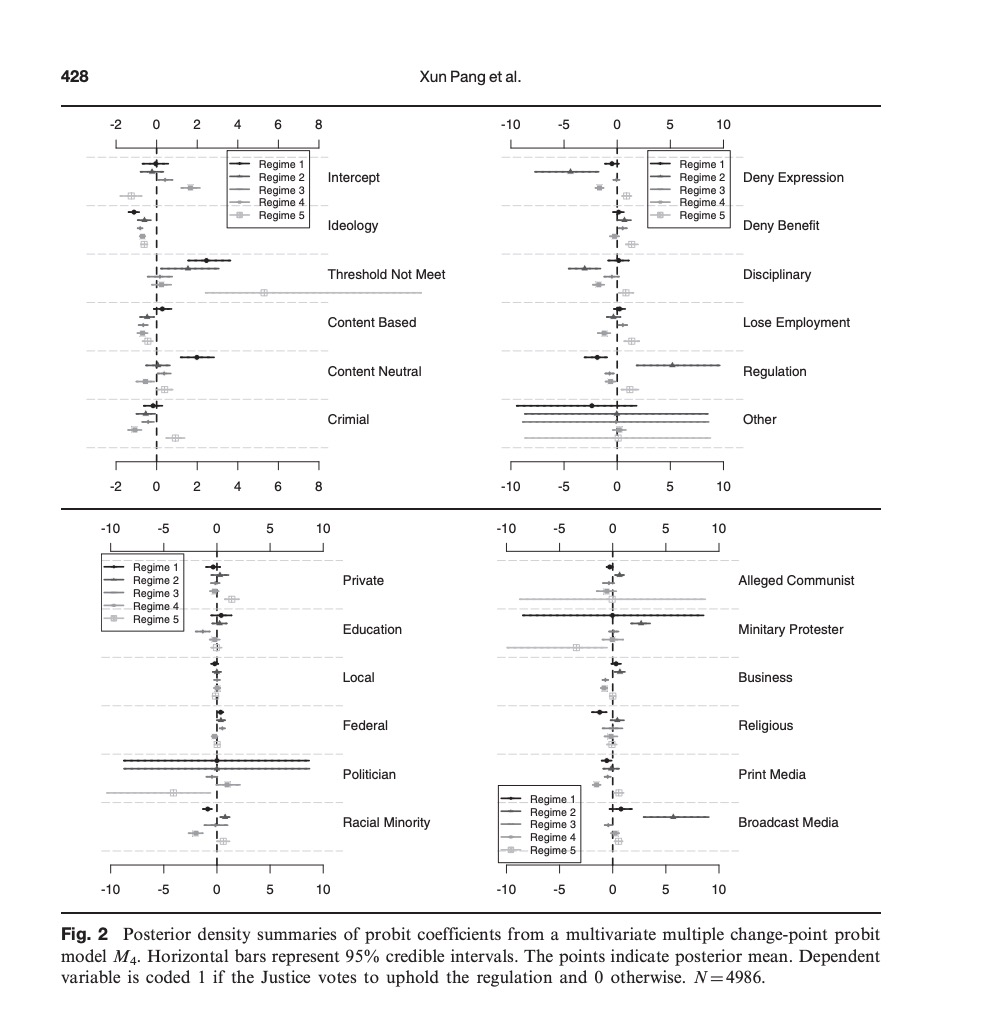 428
Xun Pang et al.
-2 0 2 4 6 8
Regime 1
Regime 2
Regime 3
Regime 4
Regime 5
Intercept
Ideology
Threshold Not Meet
Content Based
Content Neutral
Crimial
-2 0 2 4 6 8
-10 -5 0 5 10
Regime 1
Regime 2
Regime 3
Regime 4
Regime 5
Deny Expression
Deny Benefit
Disciplinary
Lose Employment
Regulation
Other
-10 -5 0 5 10
-10 -5 0 5 10
Regime 1
Regime 2
Regime 3
Regime 4
Regime 5
Private
Education
Local
Federal
Politician
Racial Minority
-10 -5 0 5 10
-10 -5 0 5 10
Alleged Communist
Minitary Protester
Business
Religious
Print Media
Broadcast Media
Regime 1
Regime 2
Regime 3
Regime 4
Regime 5
-10 -5 0 5 10
Fig. 2 Posterior density summaries of probit coefficients from a multivariate multiple change-point probit
model M4. Horizontal bars represent 95% credible intervals. The points indicate posterior mean. Dependent
variable is coded 1 if the Justice votes to uphold the regulation and 0 otherwise. N=4986.